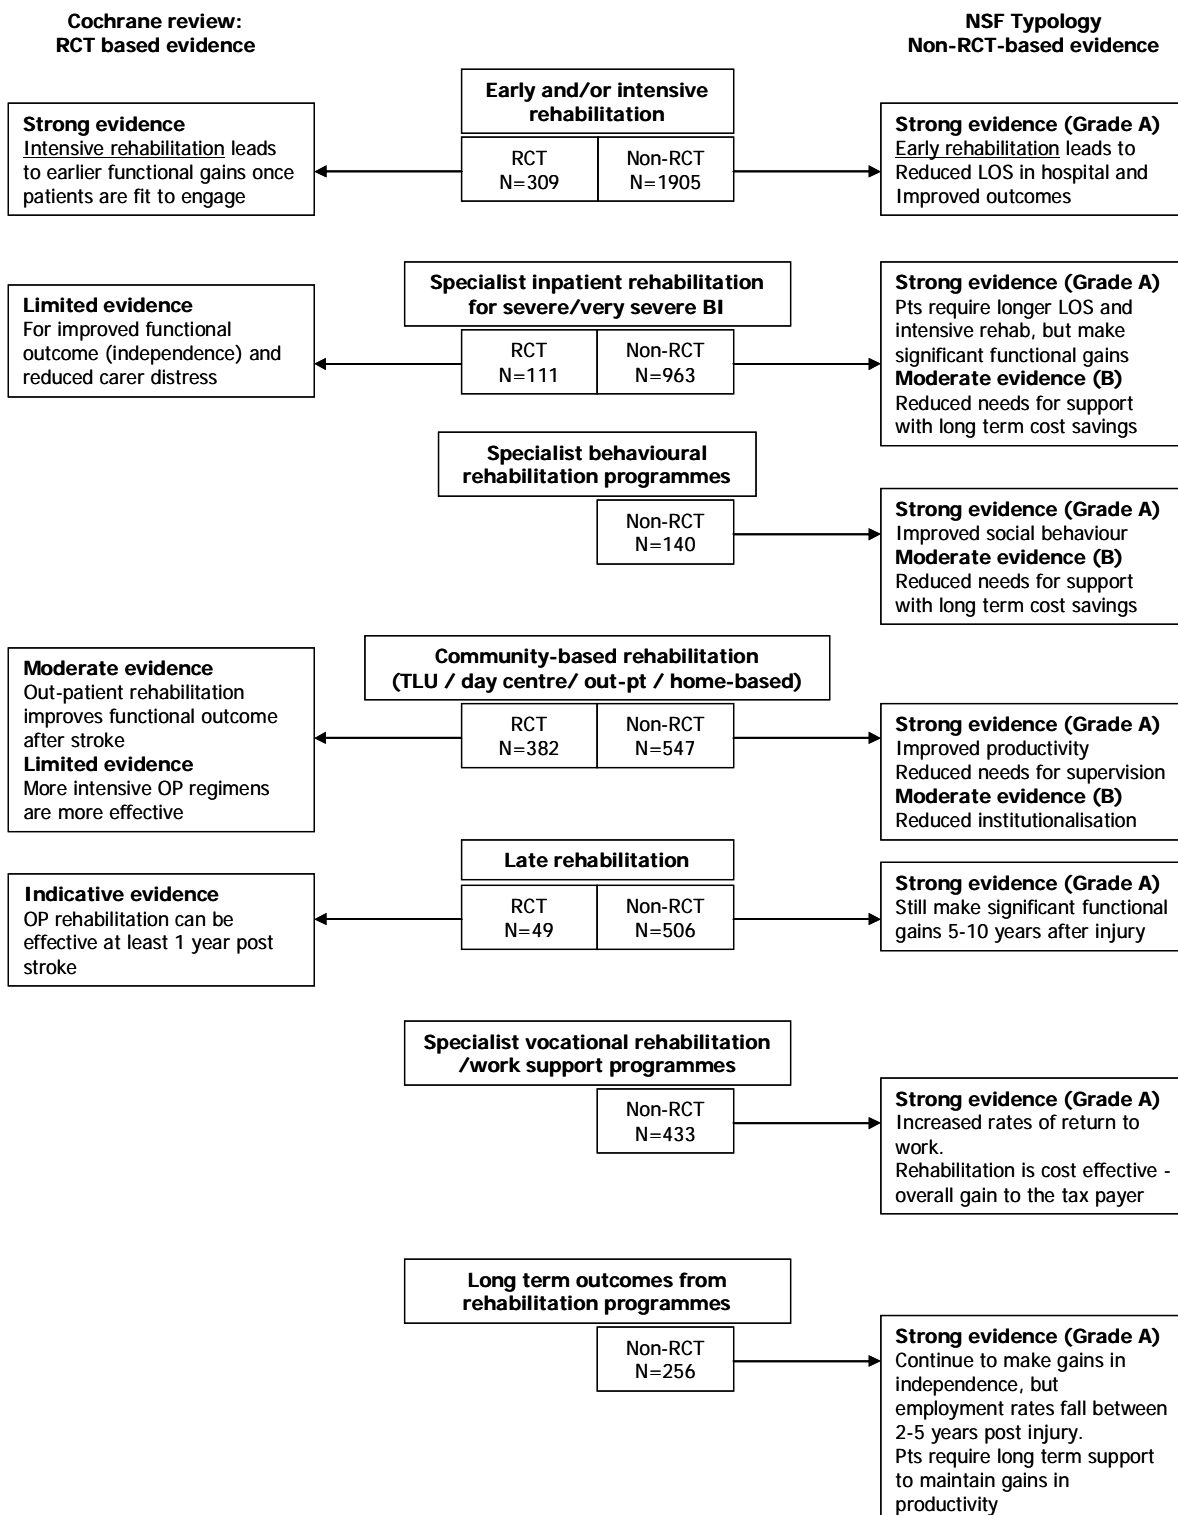 Cochrane review:
RCT based evidence
NSF Typology
Non-RCT-based evidence
Early and/or intensive
rehabilitation
RCT
N=309
Non-RCT
N=1905
Strong evidence
Intensive rehabilitation leads
to earlier functional gains once
patients are fit to engage
Strong evidence (Grade A)
Early rehabilitation leads to
Reduced LOS in hospital and
Improved outcomes
Specialist inpatient rehabilitation
for severe/very severe BI
RCT
N=111
Non-RCT
N=963
Limited evidence
For improved functional
outcome (independence) and
reduced carer distress
Strong evidence (Grade A)
Pts require longer LOS and
intensive rehab, but make
significant functional gains
Moderate evidence (B)
Reduced needs for support
with long term cost savings
Specialist behavioural
rehabilitation programmes
Non-RCT
N=140
Strong evidence (Grade A)
Improved social behaviour
Moderate evidence (B)
Reduced needs for support
with long term cost savings
Community-based rehabilitation
(TLU / day centre/ out-pt / home-based)
RCT
N=382
Non-RCT
N=547
Moderate evidence
Out-patient rehabilitation
improves functional outcome
after stroke
Limited evidence
More intensive OP regimens
are more effective
Strong evidence (Grade A)
Improved productivity
Reduced needs for supervision
Moderate evidence (B)
Reduced institutionalisation
Late rehabilitation
RCT
N=49
Non-RCT
N=506
Indicative evidence
OP rehabilitation can be
effective at least 1 year post
stroke
Strong evidence (Grade A)
Still make significant functional
gains 5-10 years after injury
Specialist vocational rehabilitation
/work support programmes
Non-RCT
N=433
Strong evidence (Grade A)
Increased rates of return to
work.
Rehabilitation is cost effective -
overall gain to the tax payer
Long term outcomes from
rehabilitation programmes
Non-RCT
N=256
Strong evidence (Grade A)
Continue to make gains in
independence, but
employment rates fall between
2-5 years post injury.
Pts require long term support
to maintain gains in
productivity